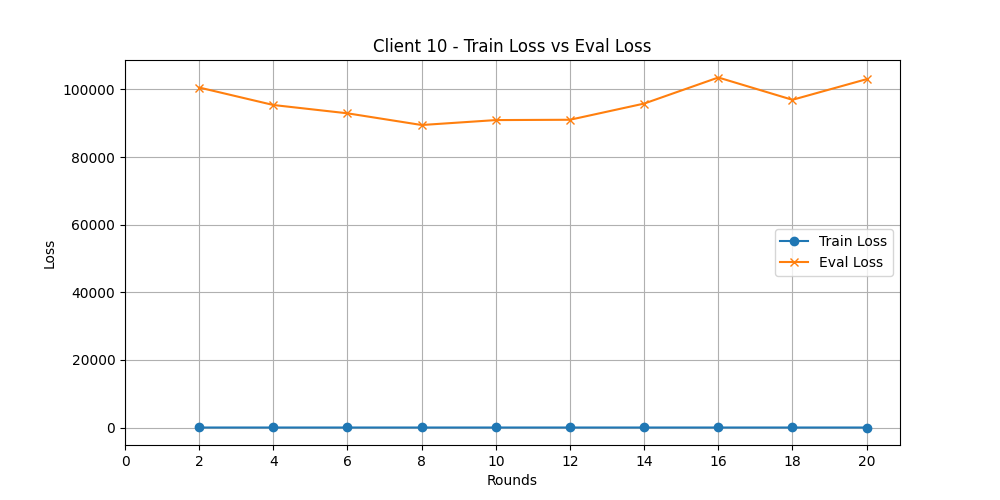 Client 10 - Train Loss vs Eval Loss
100000
80000
60000
40000
20000
0
Loss
Train Loss
Eval Loss
0 2 4 6 8 10 12 14 16 18 20
Rounds